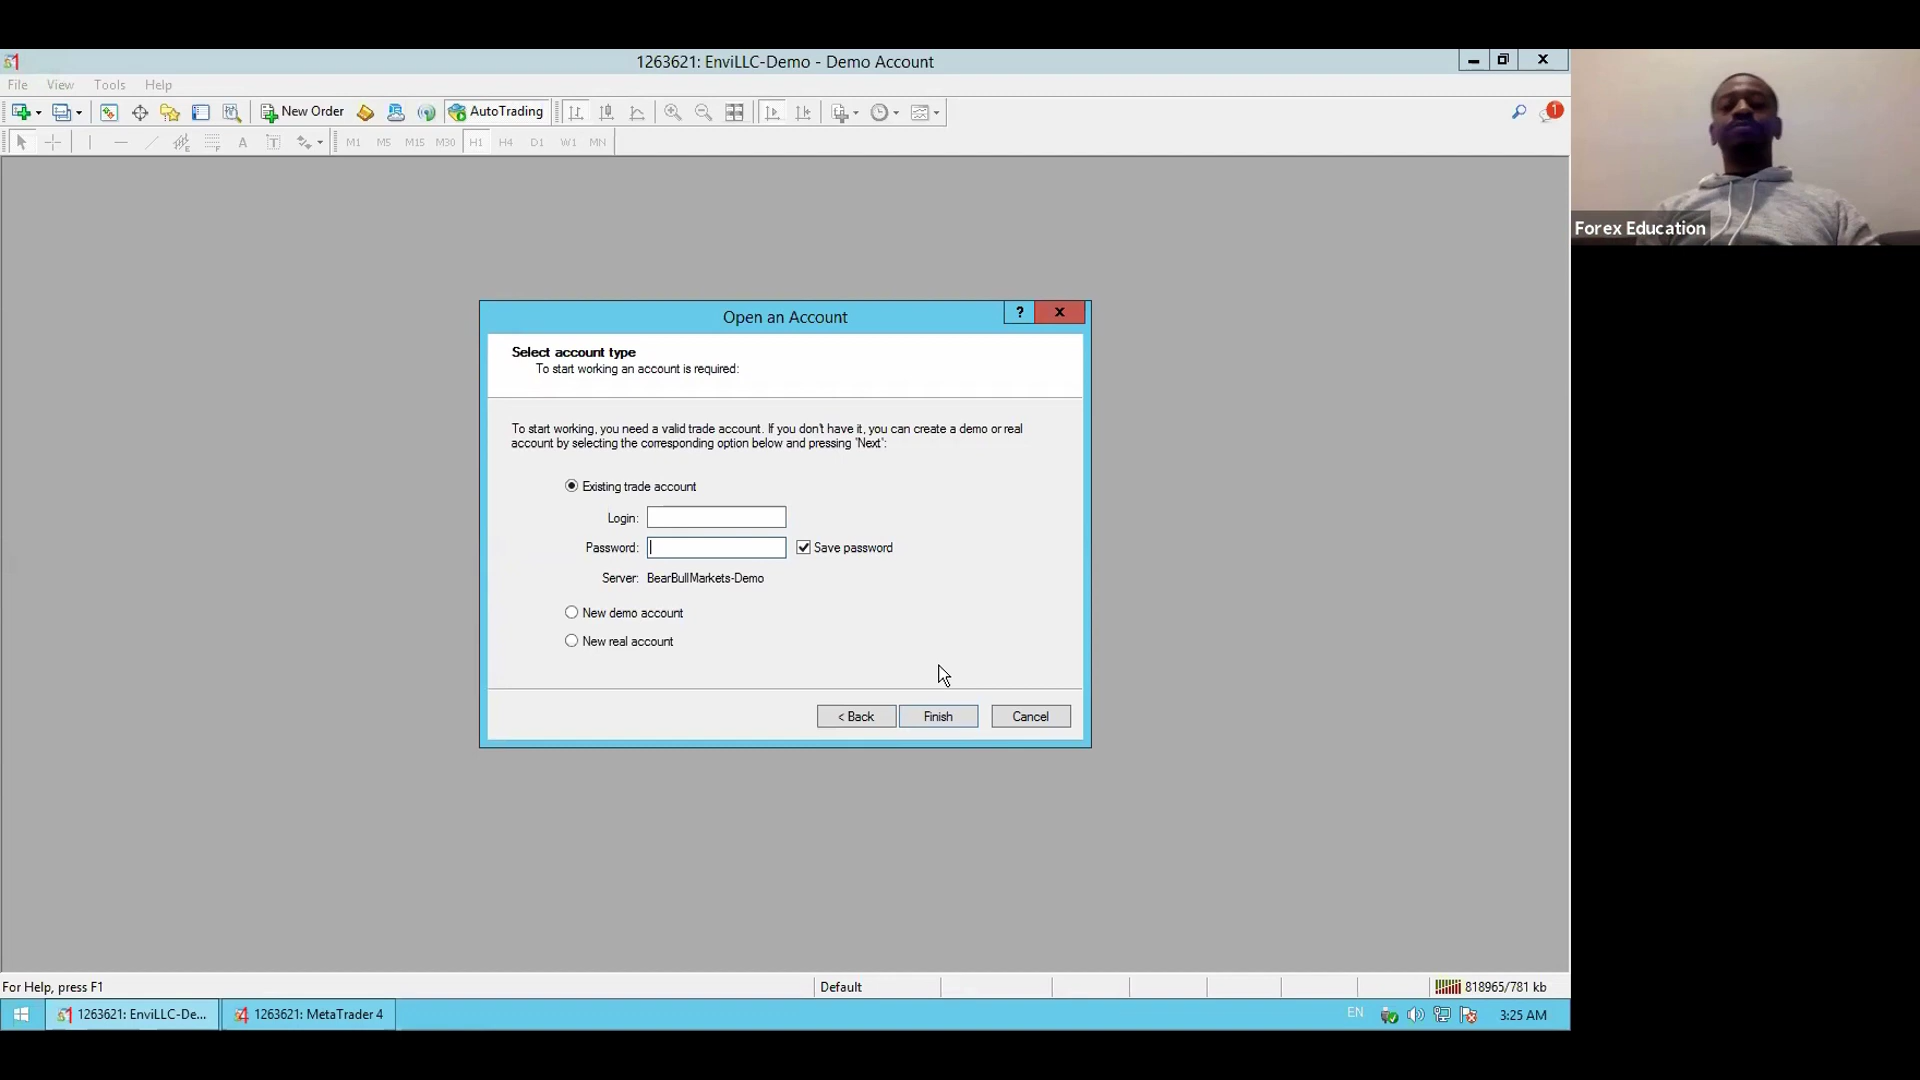 1263621: EnviLLC-Demo - Demo Account
File View Tools Help
New Order AutoTrading
1
A T M1 M5 M15 M30 H1 H4 D1 W1 MN
Forex Education
Open an Account
? x
Select account type
To start working an account is required:
To start working, you need a valid trade account. If you don't have it, you can create a demo or real
account by selecting the corresponding option below and pressing 'Next':
Existing trade account
Login:
Password: Save password
Server: BearBullMarkets-Demo
New demo account
New real account
< Back Finish Cancel
For Help, press F1 Default 818965/781 kb
1263621: EnviLLC-De... 1263621: MetaTrader 4 EN 3:25 AM